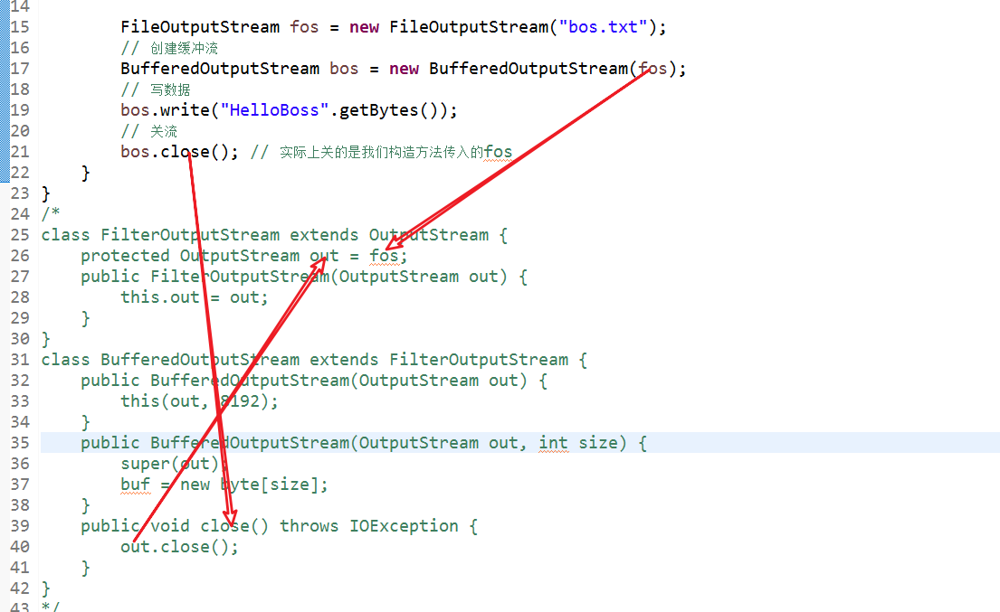 14
15 FileOutputStream fos = new FileOutputStream("bos.txt");
16 // 创建缓冲流
17 BufferedOutputStream bos = new BufferedOutputStream(fos);
18 // 写数据
19 bos.write("HelloBoss".getBytes());
20 // 关流
21 bos.close(); // 实际上关的是我们构造方法传入的fos
22 }
23 }
24 /*
25 class FilterOutputStream extends OutputStream {
26 protected OutputStream out = fos;
27 public FilterOutputStream(OutputStream out) {
28 this.out = out;
29 }
30 }
31 class BufferedOutputStream extends FilterOutputStream {
32 public BufferedOutputStream(OutputStream out) {
33 this(out, 8192);
34 }
35 public BufferedOutputStream(OutputStream out, int size) {
36 super(out);
37 buf = new byte[size];
38 }
39 public void close() throws IOException {
40 out.close();
41 }
42 }
43 */